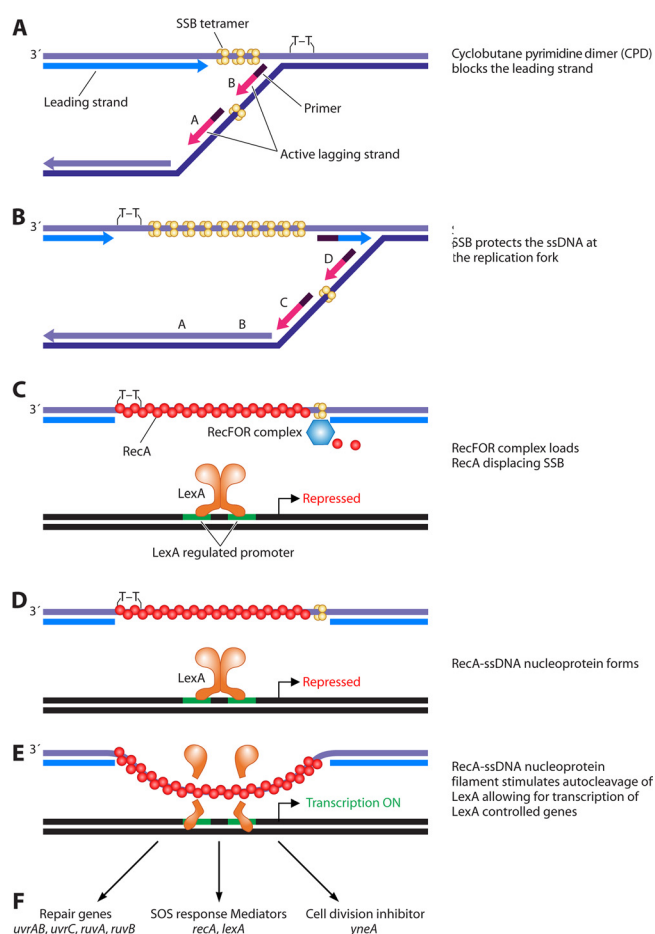 A
SSB tetramer
3´
T–T
Cyclobutane pyrimidine dimer (CPD)
blocks the leading strand
B
Leading strand
Primer
A
Active lagging strand
B
3´
T–T
SSB protects the ssDNA at
the replication fork
D
C
A B
C
T–T
3´
RecFOR complex
RecA
RecFOR complex loads
RecA displacing SSB
LexA
Repressed
LexA regulated promoter
D
T–T
3´
RecA-ssDNA nucleoprotein forms
LexA
Repressed
E
3´
RecA-ssDNA nucleoprotein
filament stimulates autocleavage of
LexA allowing for transcription of
LexA controlled genes
Transcription ON
F
Repair genes
uvrAB, uvrC, ruvA, ruvB
SOS response Mediators
recA, lexA
Cell division inhibitor
yneA